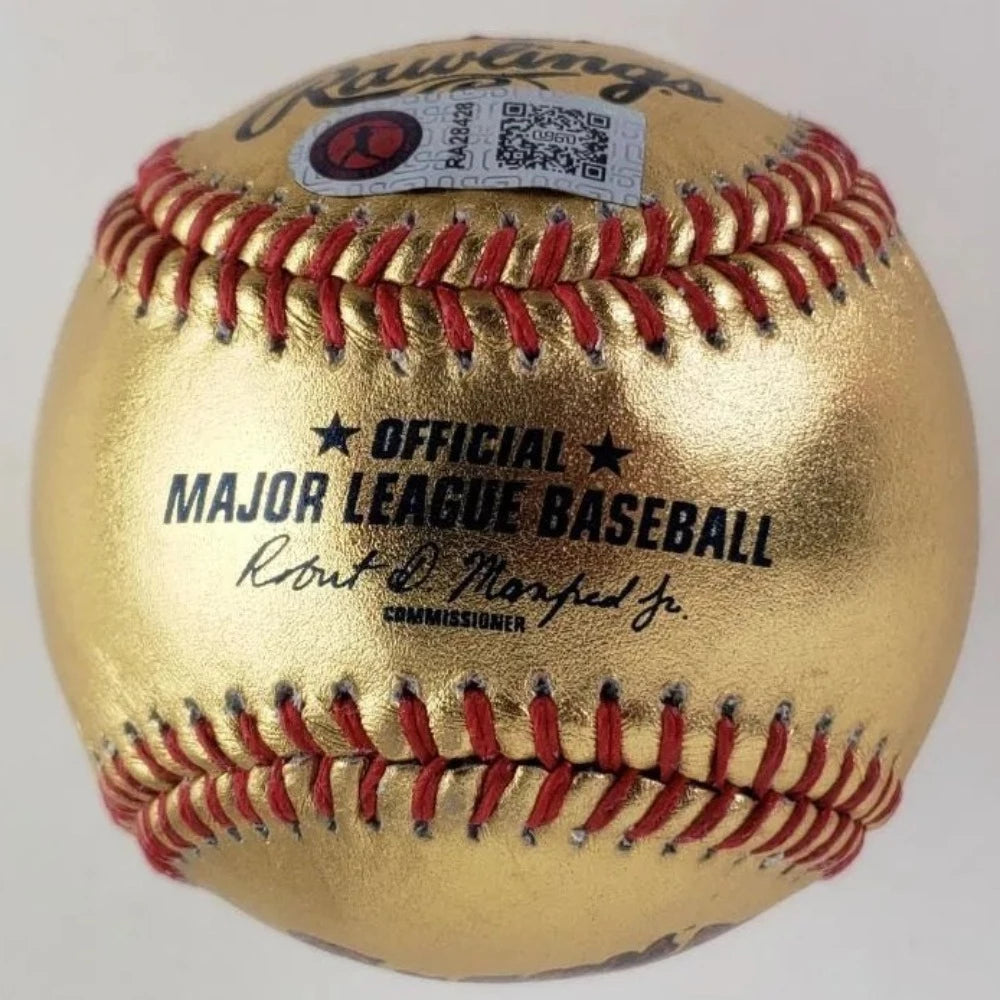 Rawlings
RA28428
★ OFFICIAL ★
MAJOR LEAGUE BASEBALL
Robert D. Manfred Jr.
COMMISSIONER